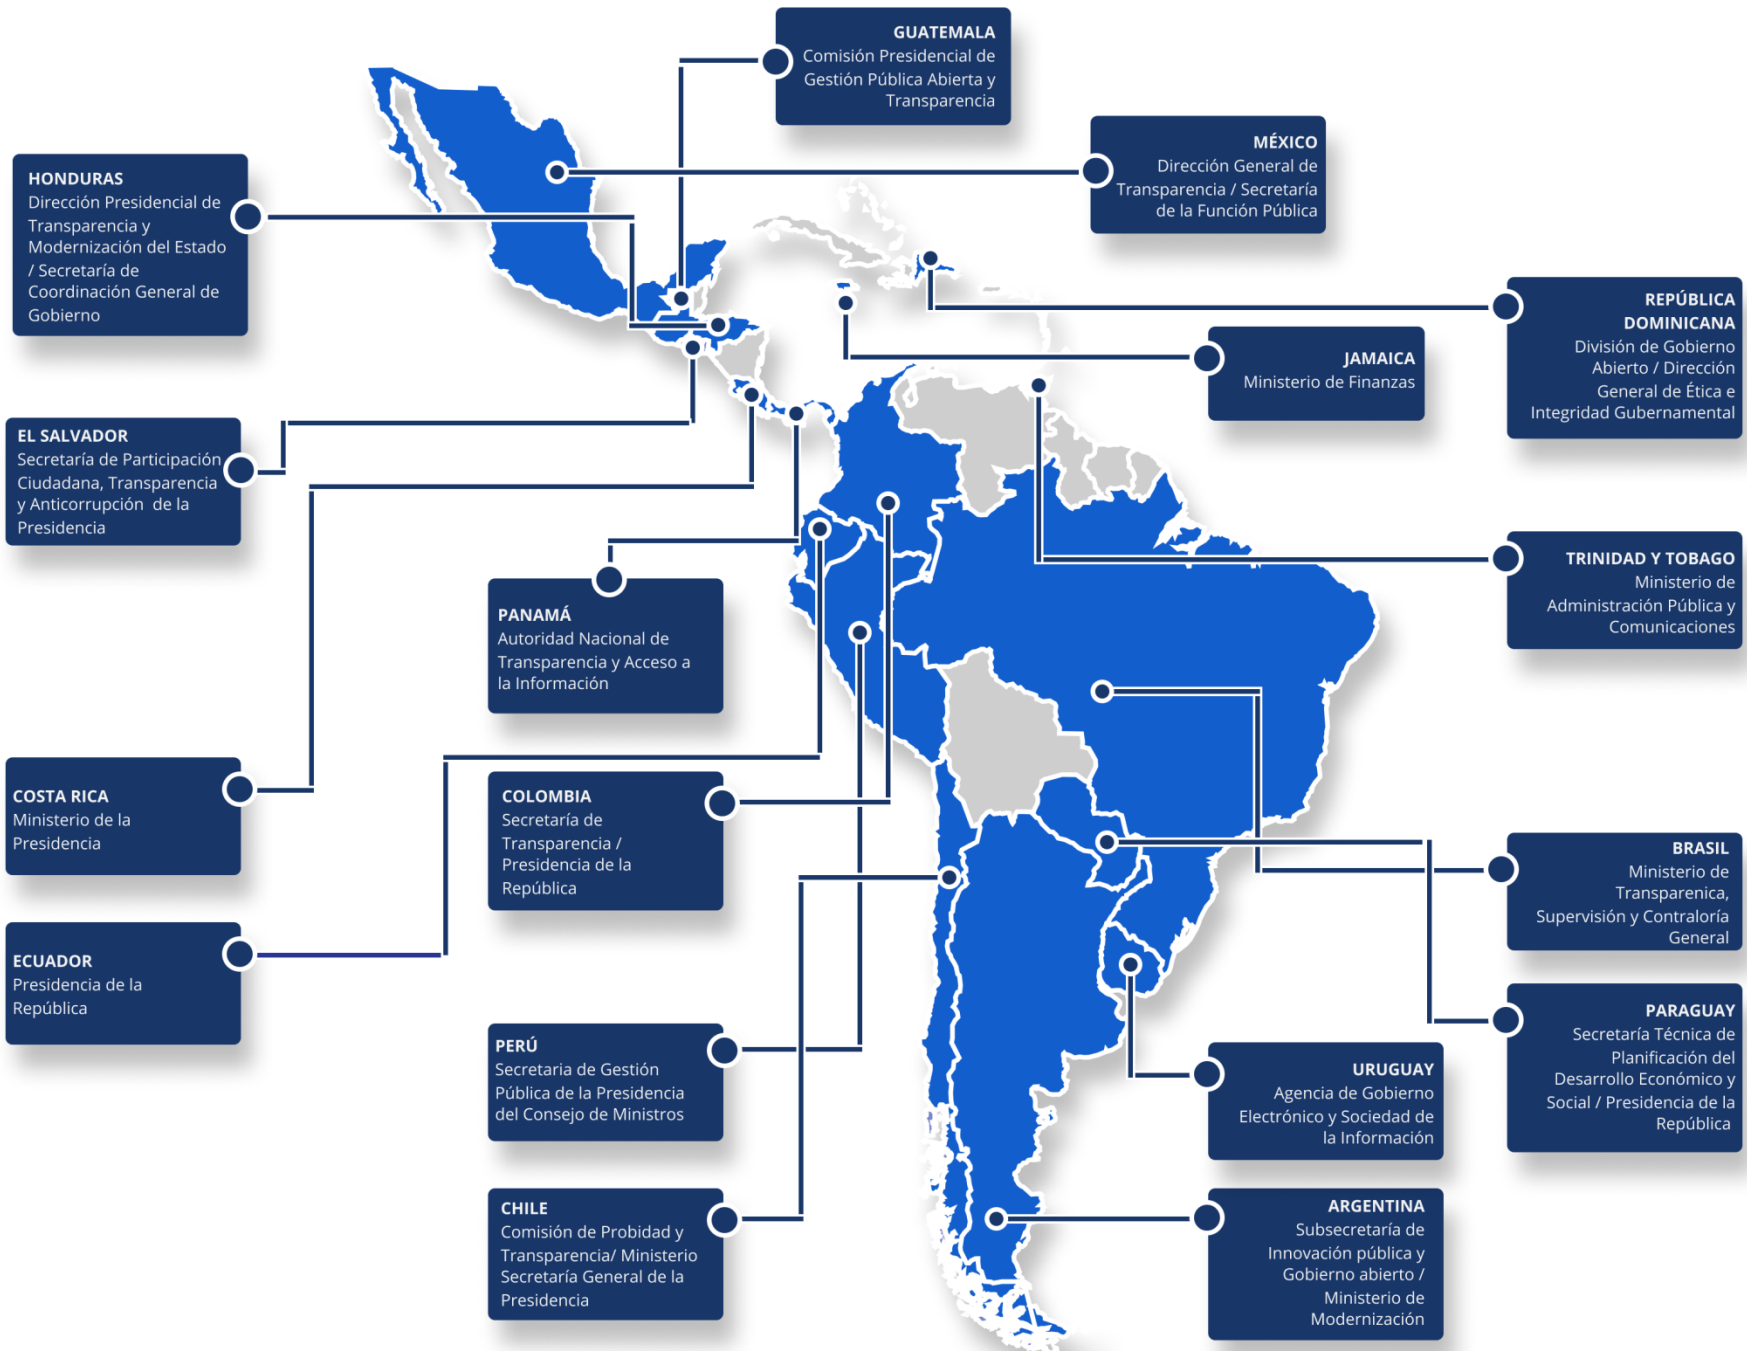 GUATEMALA
Comisión Presidencial de
Gestión Pública Abierta y
Transparencia
MÉXICO
Dirección General de
Transparencia / Secretaría
de la Función Pública
HONDURAS
Dirección Presidencial de
Transparencia y
Modernización del Estado
/ Secretaría de
Coordinación General de
Gobierno
REPÚBLICA
DOMINICANA
División de Gobierno
Abierto / Dirección
General de Ética e
Integridad Gubernamental
JAMAICA
Ministerio de Finanzas
EL SALVADOR
Secretaría de Participación
Ciudadana, Transparencia
y Anticorrupción de la
Presidencia
TRINIDAD Y TOBAGO
Ministerio de
Administración Pública y
Comunicaciones
PANAMÁ
Autoridad Nacional de
Transparencia y Acceso a
la Información
COSTA RICA
Ministerio de la
Presidencia
COLOMBIA
Secretaría de
Transparencia /
Presidencia de la
República
BRASIL
Ministerio de
Transparenica,
Supervisión y Contraloría
General
ECUADOR
Presidencia de la
República
PARAGUAY
Secretaría Técnica de
Planificación del
Desarrollo Económico y
Social / Presidencia de la
República
PERÚ
Secretaria de Gestión
Pública de la Presidencia
del Consejo de Ministros
URUGUAY
Agencia de Gobierno
Electrónico y Sociedad de
la Información
CHILE
Comisión de Probidad y
Transparencia/ Ministerio
Secretaría General de la
Presidencia
ARGENTINA
Subsecretaría de
Innovación pública y
Gobierno abierto /
Ministerio de
Modernización